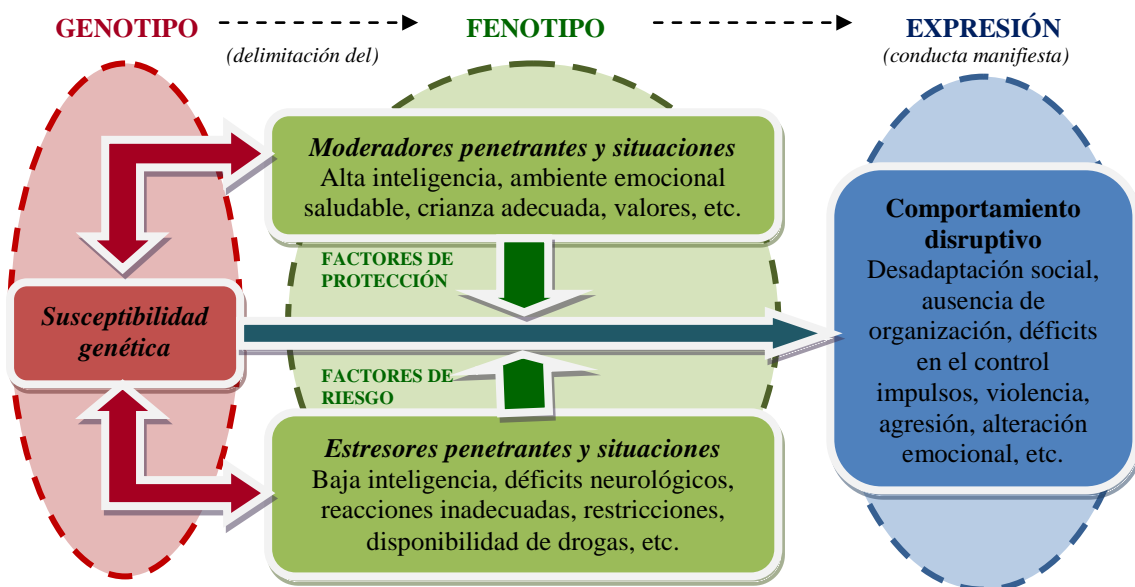 GENOTIPO
(delimitación del)
FENOTIPO
EXPRESIÓN
(conducta manifiesta)
Moderadores penetrantes y situaciones
Alta inteligencia, ambiente emocional
saludable, crianza adecuada, valores, etc.
FACTORES DE
PROTECCIÓN
Susceptibilidad
genética
FACTORES DE
RIESGO
Estresores penetrantes y situaciones
Baja inteligencia, déficits neurológicos,
reacciones inadecuadas, restricciones,
disponibilidad de drogas, etc.
Comportamiento
disruptivo
Desadaptación social,
ausencia de
organización, déficits
en el control
impulsos, violencia,
agresión, alteración
emocional, etc.